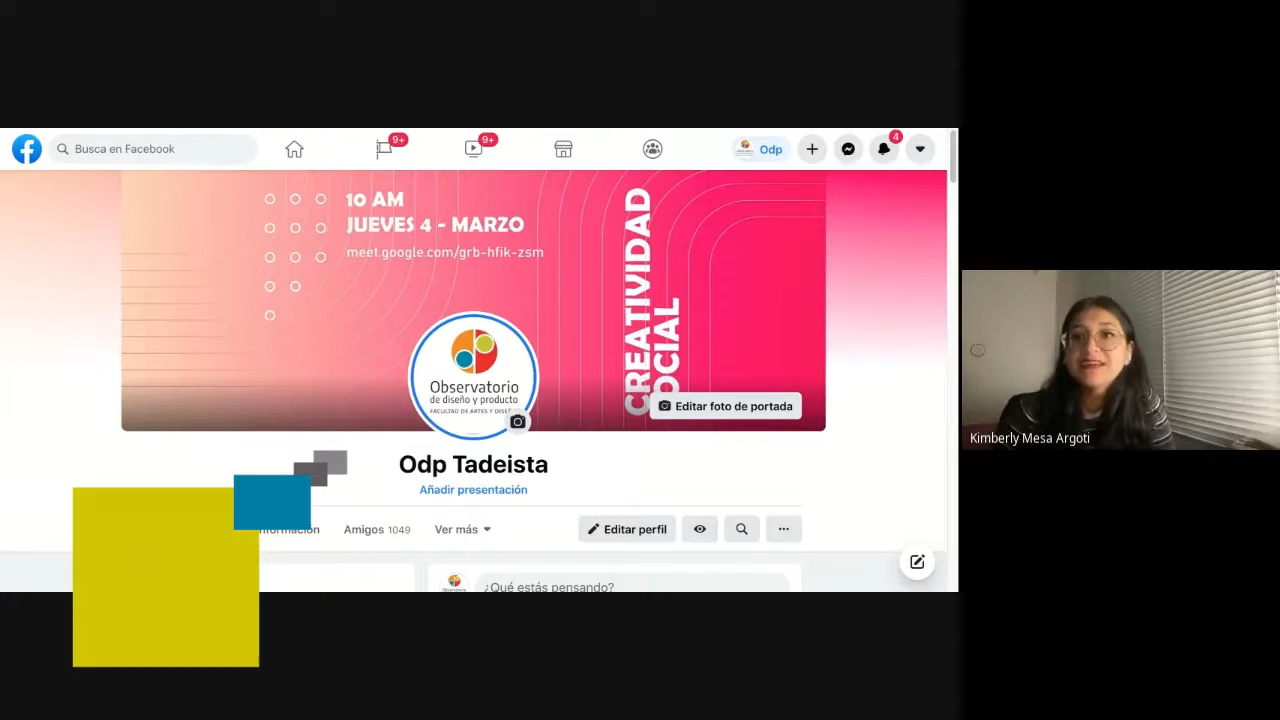 Busca en Facebook
9+
9+
Odp
4
10 AM
JUEVES 4 - MARZO
meet.google.com/grb-hfik-zsm
CREATIVIDAD
SOCIAL
Observatorio
de diseño y producto
Editar foto de portada
Odp Tadeista
Añadir presentación
Amigos 1049
Ver más
Editar perfil
¿Qué estás pensando?
Kimberly Mesa Argoti